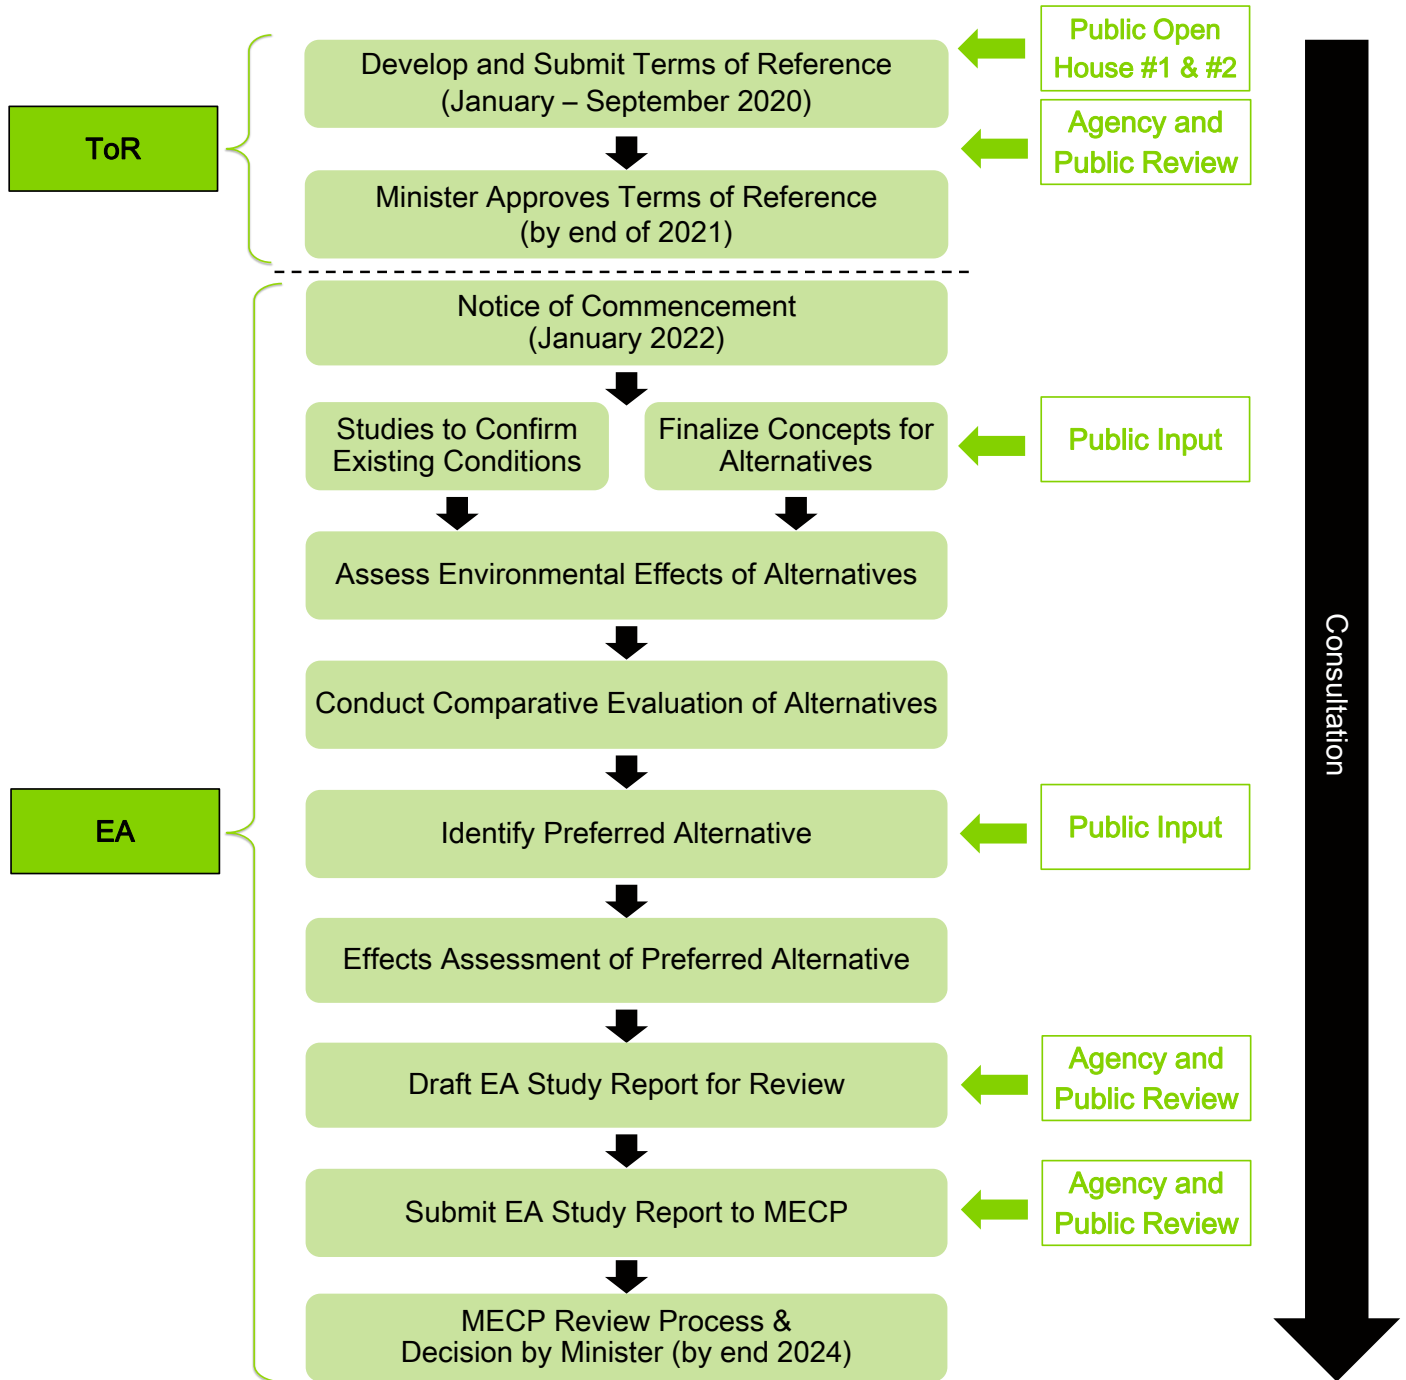 Public Open
House #1 & #2
Develop and Submit Terms of Reference
(January – September 2020)
ToR
Agency and
Public Review
Minister Approves Terms of Reference
(by end of 2021)
Notice of Commencement
(January 2022)
Studies to Confirm
Existing Conditions
Finalize Concepts for
Alternatives
Public Input
Assess Environmental Effects of Alternatives
Conduct Comparative Evaluation of Alternatives
Consultation
EA
Identify Preferred Alternative
Public Input
Effects Assessment of Preferred Alternative
Draft EA Study Report for Review
Agency and
Public Review
Submit EA Study Report to MECP
Agency and
Public Review
MECP Review Process &
Decision by Minister (by end 2024)